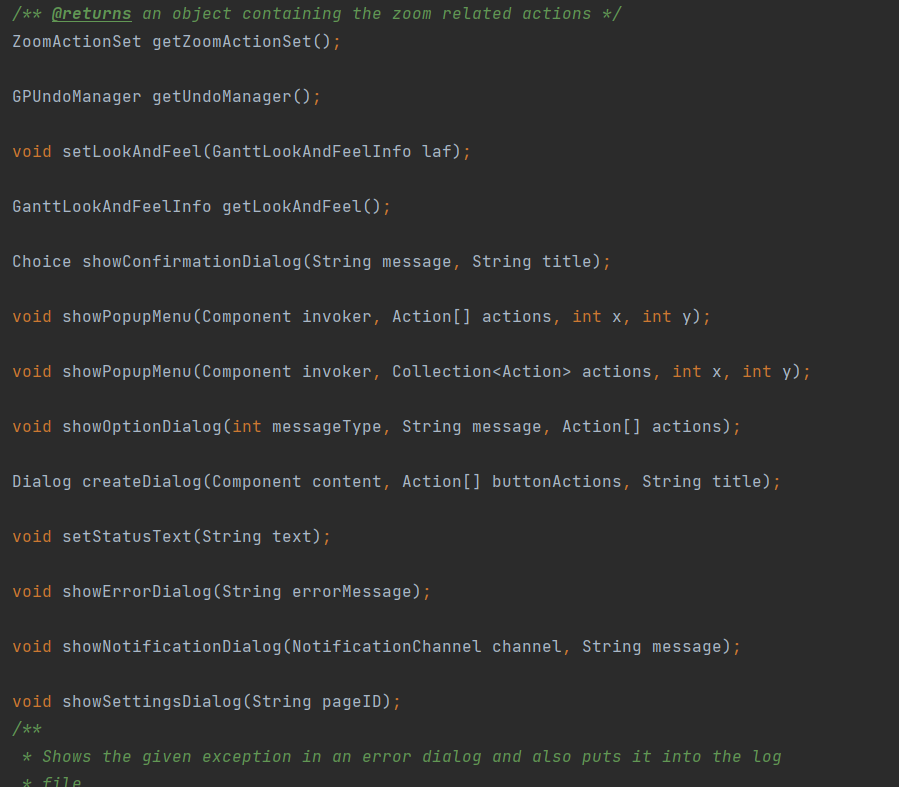 /** @returns an object containing the zoom related actions */
ZoomActionSet getZoomActionSet();
GPUndoManager getUndoManager();
void setLookAndFeel(GanttLookAndFeelInfo laf);
GanttLookAndFeelInfo getLookAndFeel();
Choice showConfirmationDialog(String message, String title);
void showPopupMenu(Component invoker, Action[] actions, int x, int y);
void showPopupMenu(Component invoker, Collection<Action> actions, int x, int y);
void showOptionDialog(int messageType, String message, Action[] actions);
Dialog createDialog(Component content, Action[] buttonActions, String title);
void setStatusText(String text);
void showErrorDialog(String errorMessage);
void showNotificationDialog(NotificationChannel channel, String message);
void showSettingsDialog(String pageID);
/**
* Shows the given exception in an error dialog and also puts it into the log
* file